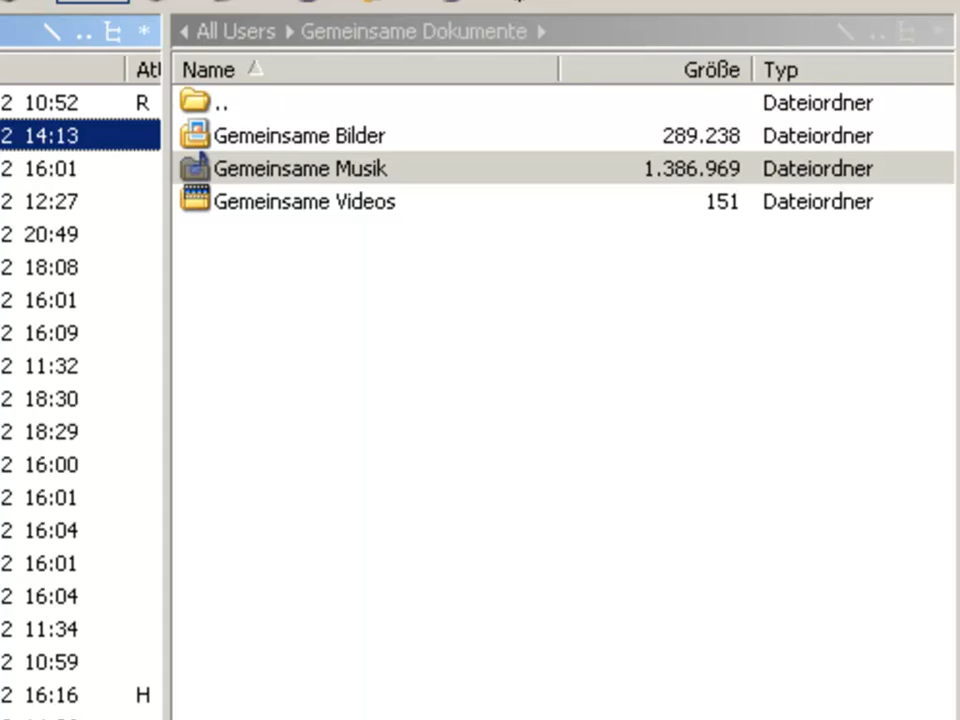 \ .. *
All Users Gemeinsame Dokumente \ .. *
Att Name Größe Typ
2 10:52 R .. Dateiordner
2 14:13 Gemeinsame Bilder 289.238 Dateiordner
2 16:01 Gemeinsame Musik 1.386.969 Dateiordner
2 12:27 Gemeinsame Videos 151 Dateiordner
2 20:49
2 18:08
2 16:01
2 16:09
2 11:32
2 18:30
2 18:29
2 16:00
2 16:01
2 16:04
2 16:01
2 16:04
2 11:34
2 10:59
2 16:16 H